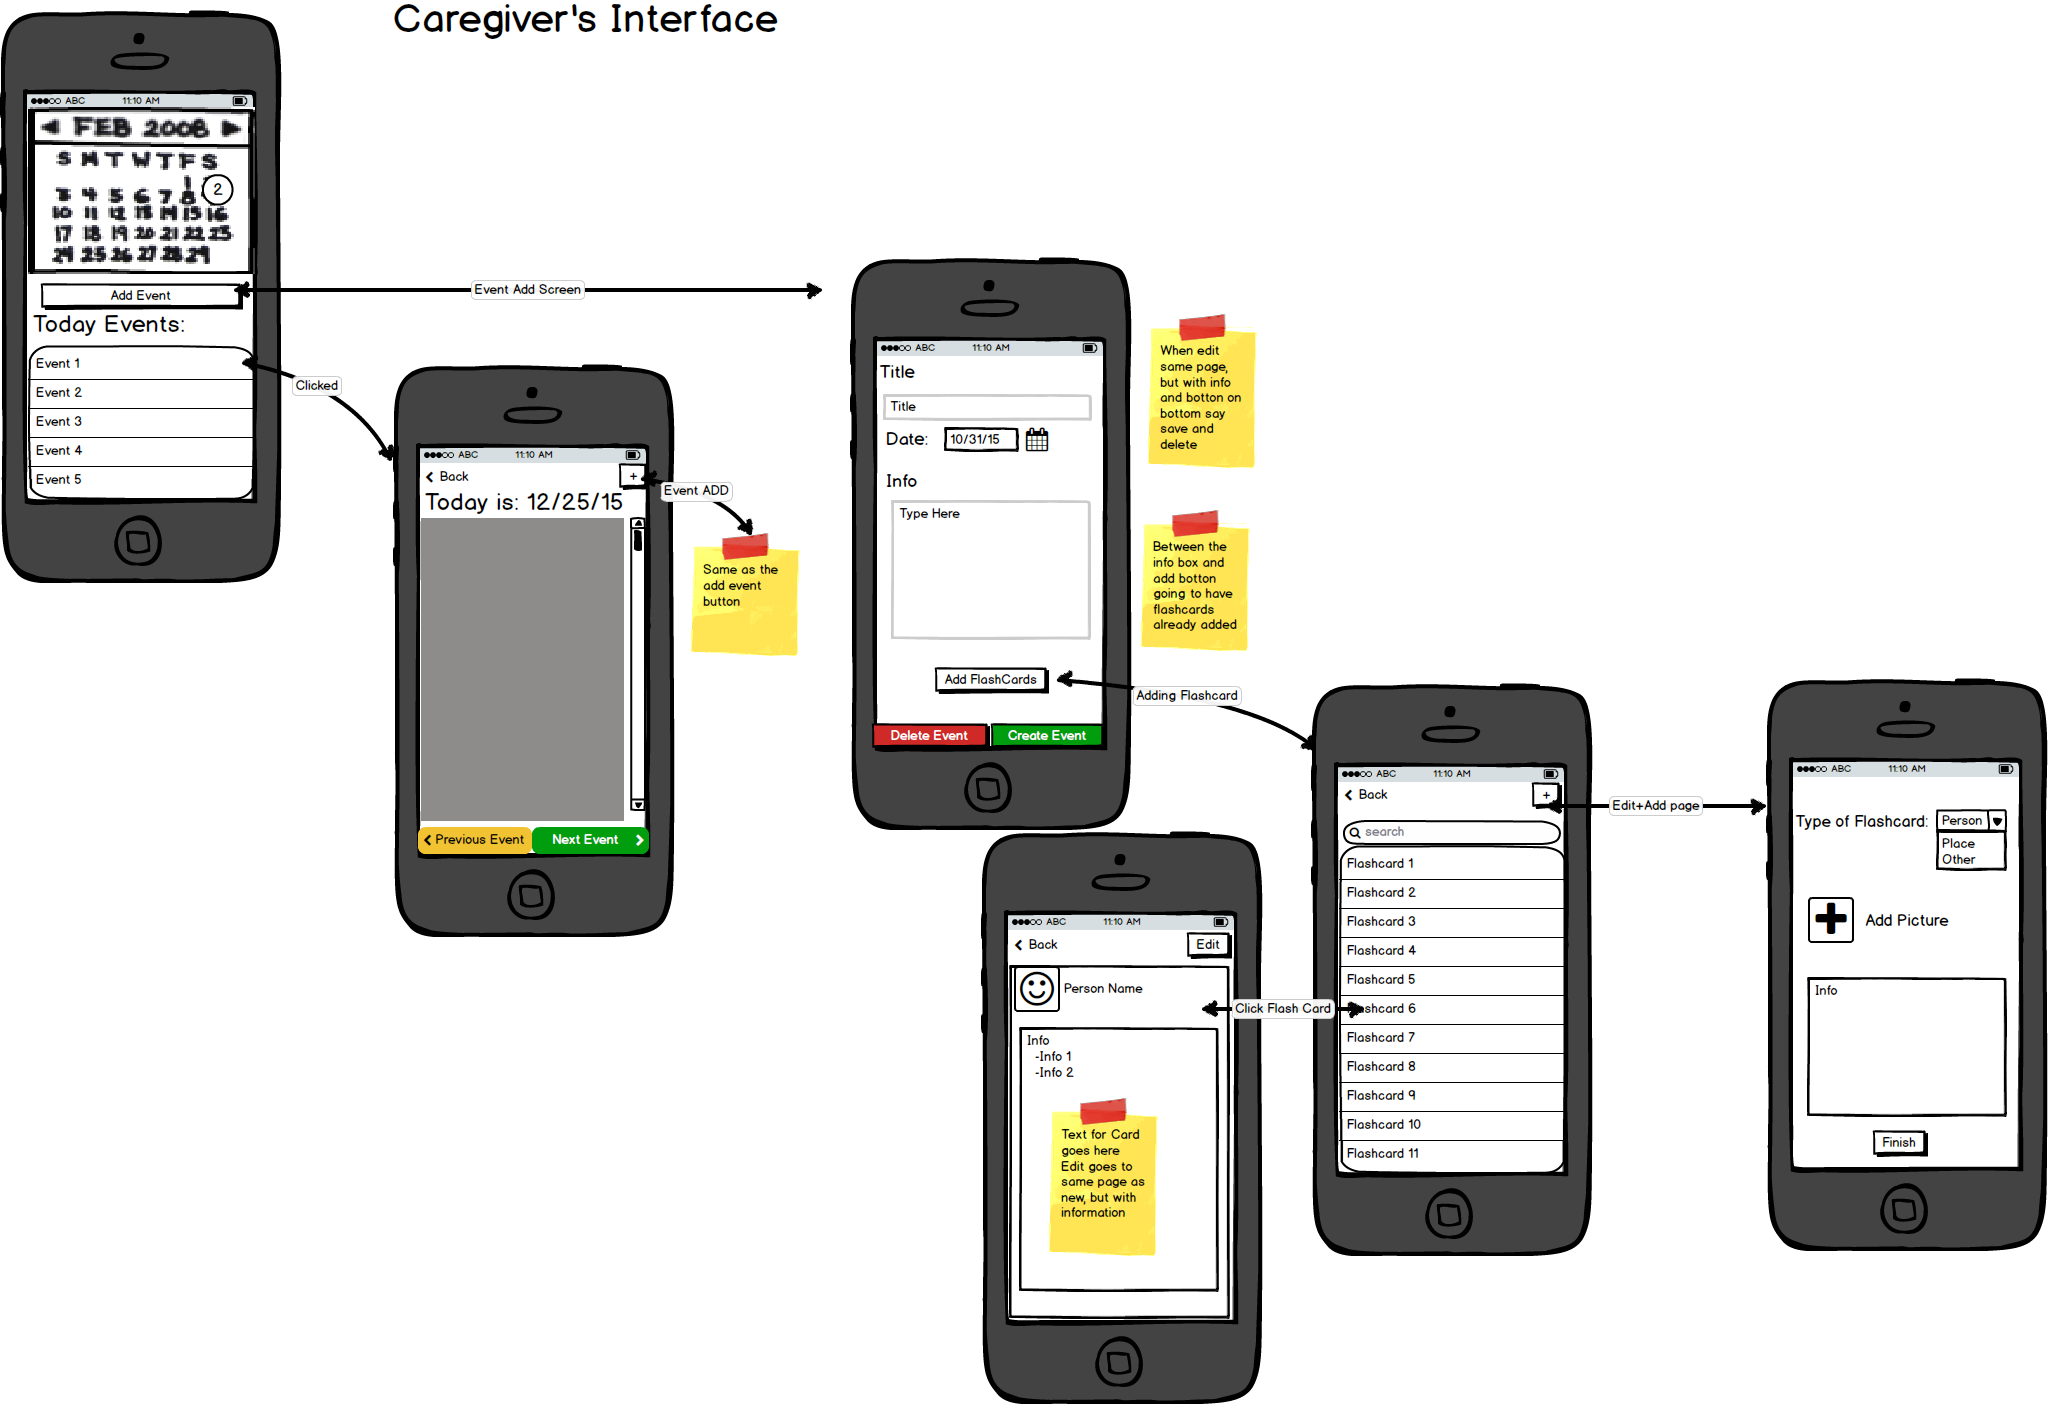 Caregiver's Interface
ABC 11:10 AM
FEB 2008
S M T W T F S
1 2
3 4 5 6 7 8
10 11 12 13 14 15 16
17 18 19 20 21 22 23
24 25 26 27 28 29
Add Event
Today Events:
Event 1
Event 2
Event 3
Event 4
Event 5
Event Add Screen
Clicked
ABC 11:10 AM
Back
+
Today is: 12/25/15
Previous Event
Next Event
Event ADD
Same as the
add event
button
ABC 11:10 AM
Title
Title
Date: 10/31/15
Info
Type Here
Add FlashCards
Delete Event
Create Event
When edit
same page,
but with info
and botton on
bottom say
save and
delete
Between the
info box and
add botton
going to have
flashcards
already added
Adding Flashcard
ABC 11:10 AM
Back
Edit
Person Name
Info
-Info 1
-Info 2
Text for Card
goes here
Edit goes to
same page as
new, but with
information
Click Flash Card
ABC 11:10 AM
Back
+
search
Flashcard 1
Flashcard 2
Flashcard 3
Flashcard 4
Flashcard 5
shcard 6
Flashcard 7
Flashcard 8
Flashcard 9
Flashcard 10
Flashcard 11
Edit+Add page
ABC 11:10 AM
Type of Flashcard: Person
Place
Other
Add Picture
Info
Finish